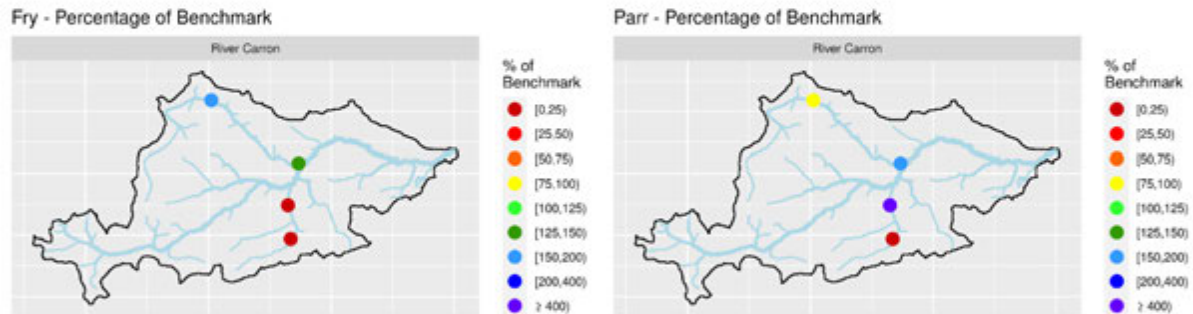 Fry - Percentage of Benchmark
River Carron
% of
Benchmark
[0,25)
[25,50)
[50,75)
[75,100)
[100,125)
[125,150)
[150,200)
[200,400)
≥ 400)
Parr - Percentage of Benchmark
River Carron
% of
Benchmark
[0,25)
[25,50)
[50,75)
[75,100)
[100,125)
[125,150)
[150,200)
[200,400)
≥ 400)